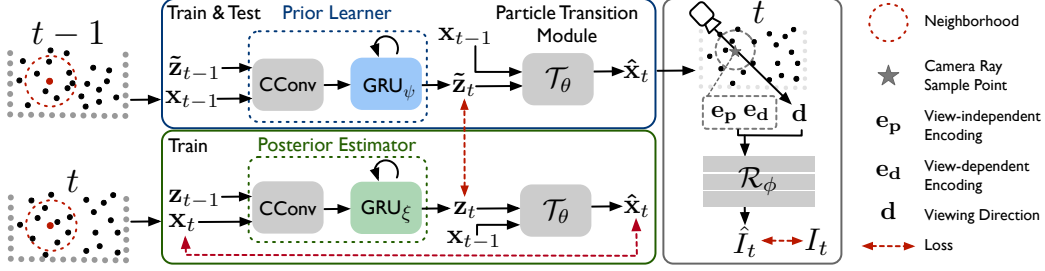 t − 1
Train & Test
Prior Learner
z̃_{t−1}
x_{t−1}
CConv
GRU_ψ
z̃_t
x_{t−1}
Particle Transition
Module
𝒯_θ
x̂_t
t
Train
Posterior Estimator
z_{t−1}
x_t
CConv
GRU_ξ
z_t
x_{t−1}
𝒯_θ
x̂_t
t
e_p e_d
d
ℛ_ϕ
Î_t
I_t
Neighborhood
Camera Ray
Sample Point
e_p
View-independent
Encoding
e_d
View-dependent
Encoding
d
Viewing Direction
Loss